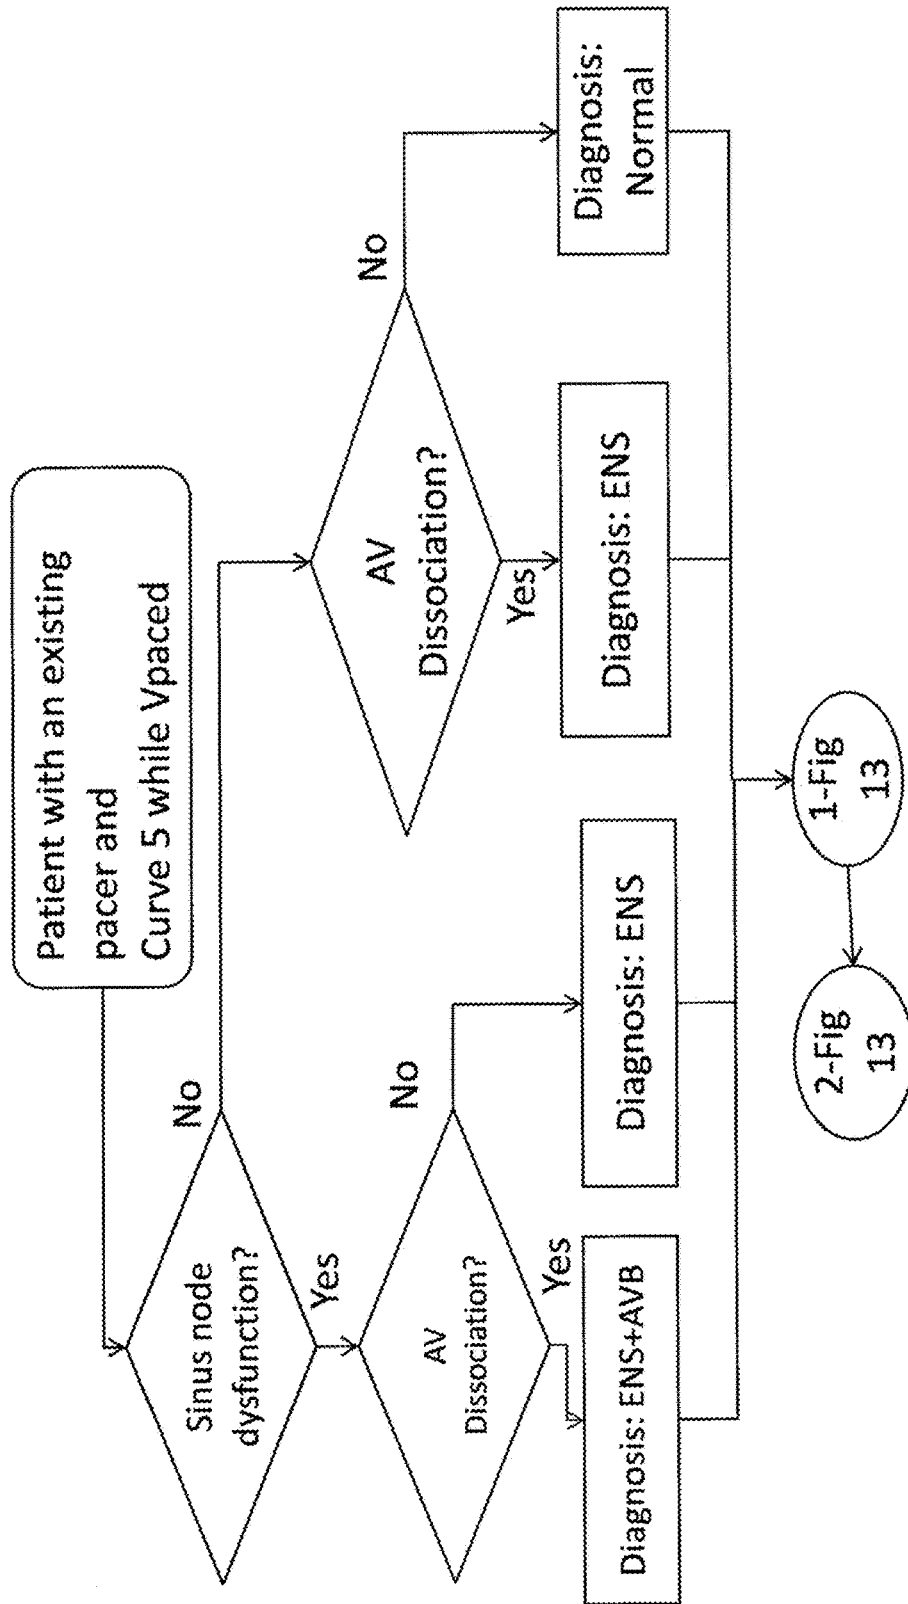 Patient with an existing
pacer and
Curve 5 while Vpaced
Sinus node
dysfunction?
No
Yes
AV
Dissociation?
No
Yes
AV
Dissociation?
No
Yes
Diagnosis: ENS+AVB
Diagnosis: ENS
Diagnosis: ENS
Diagnosis:
Normal
1-Fig
13
2-Fig
13